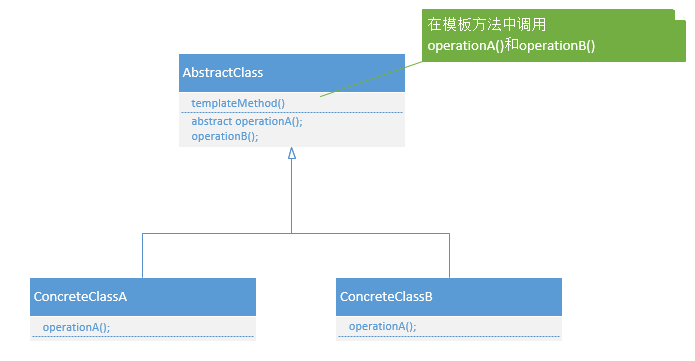 在模板方法中调用
operationA()和operationB()
AbstractClass
templateMethod()
abstract operationA();
operationB();
ConcreteClassA
operationA();
ConcreteClassB
operationA();